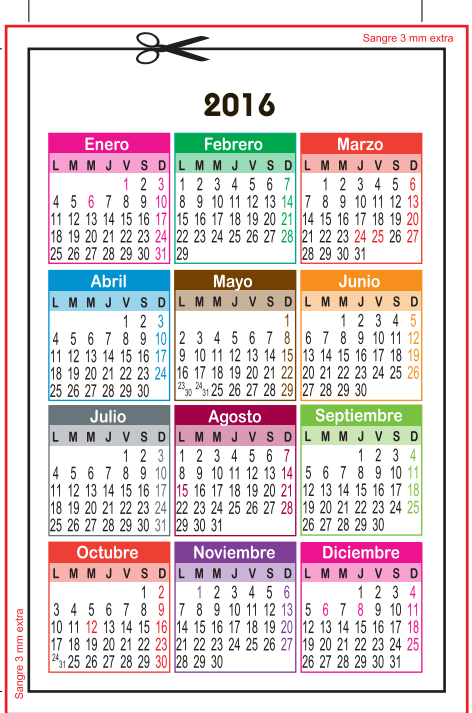 Sangre 3 mm extra
2016
Enero
L M M J V S D
1 2 3
4 5 6 7 8 9 10
11 12 13 14 15 16 17
18 19 20 21 22 23 24
25 26 27 28 29 30 31
Febrero
L M M J V S D
1 2 3 4 5 6 7
8 9 10 11 12 13 14
15 16 17 18 19 20 21
22 23 24 25 26 27 28
29
Marzo
L M M J V S D
1 2 3 4 5 6
7 8 9 10 11 12 13
14 15 16 17 18 19 20
21 22 23 24 25 26 27
28 29 30 31
Abril
L M M J V S D
1 2 3
4 5 6 7 8 9 10
11 12 13 14 15 16 17
18 19 20 21 22 23 24
25 26 27 28 29 30
Mayo
L M M J V S D
1
2 3 4 5 6 7 8
9 10 11 12 13 14 15
16 17 18 19 20 21 22
23 30 24 31 25 26 27 28 29
Junio
L M M J V S D
1 2 3 4 5
6 7 8 9 10 11 12
13 14 15 16 17 18 19
20 21 22 23 24 25 26
27 28 29 30
Julio
L M M J V S D
1 2 3
4 5 6 7 8 9 10
11 12 13 14 15 16 17
18 19 20 21 22 23 24
25 26 27 28 29 30 31
Agosto
L M M J V S D
1 2 3 4 5 6 7
8 9 10 11 12 13 14
15 16 17 18 19 20 21
22 23 24 25 26 27 28
29 30 31
Septiembre
L M M J V S D
1 2 3 4
5 6 7 8 9 10 11
12 13 14 15 16 17 18
19 20 21 22 23 24 25
26 27 28 29 30
Octubre
L M M J V S D
1 2
3 4 5 6 7 8 9
10 11 12 13 14 15 16
17 18 19 20 21 22 23
24 31 25 26 27 28 29 30
Noviembre
L M M J V S D
1 2 3 4 5 6
7 8 9 10 11 12 13
14 15 16 17 18 19 20
21 22 23 24 25 26 27
28 29 30
Diciembre
L M M J V S D
1 2 3 4
5 6 7 8 9 10 11
12 13 14 15 16 17 18
19 20 21 22 23 24 25
26 27 28 29 30 31
Sangre 3 mm extra